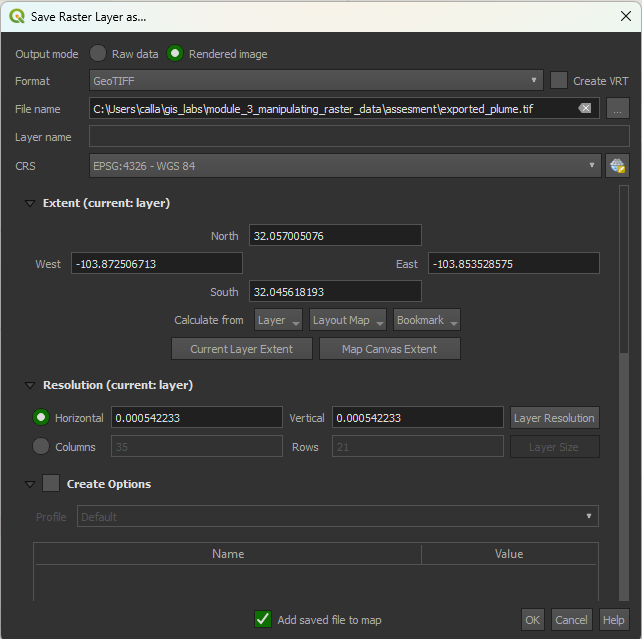 Save Raster Layer as...
Output mode Raw data Rendered image
Format GeoTIFF Create VRT
File name C:\Users\calla\gis_labs\module_3_manipulating_raster_data\assesment\exported_plume.tif ...
Layer name
CRS EPSG:4326 - WGS 84
Extent (current: layer)
North 32.057005076
West -103.872506713 East -103.853528575
South 32.045618193
Calculate from Layer Layout Map Bookmark
Current Layer Extent Map Canvas Extent
Resolution (current: layer)
Horizontal 0.000542233 Vertical 0.000542233 Layer Resolution
Columns 35 Rows 21 Layer Size
Create Options
Profile Default
Name Value
Add saved file to map OK Cancel Help